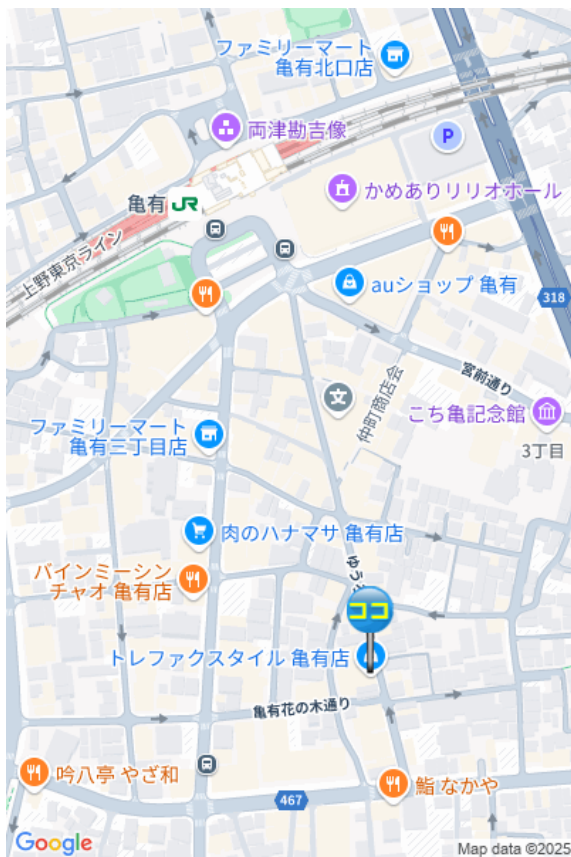 ファミリーマート
亀有北口店
両津勘吉像
P
かめありリリオホール
亀有 JR
上野東京ライン
auショップ 亀有
318
宮前通り
仲町商店会
こち亀記念館
3丁目
文
ファミリーマート
亀有三丁目店
肉のハナマサ 亀有店
バインミーシン
チャオ 亀有店
ゆうろ
ココ
トレファクスタイル 亀有店
亀有花の木通り
吟八亭 やざ和
467
鮨 なかや
Google
Map data ©2025